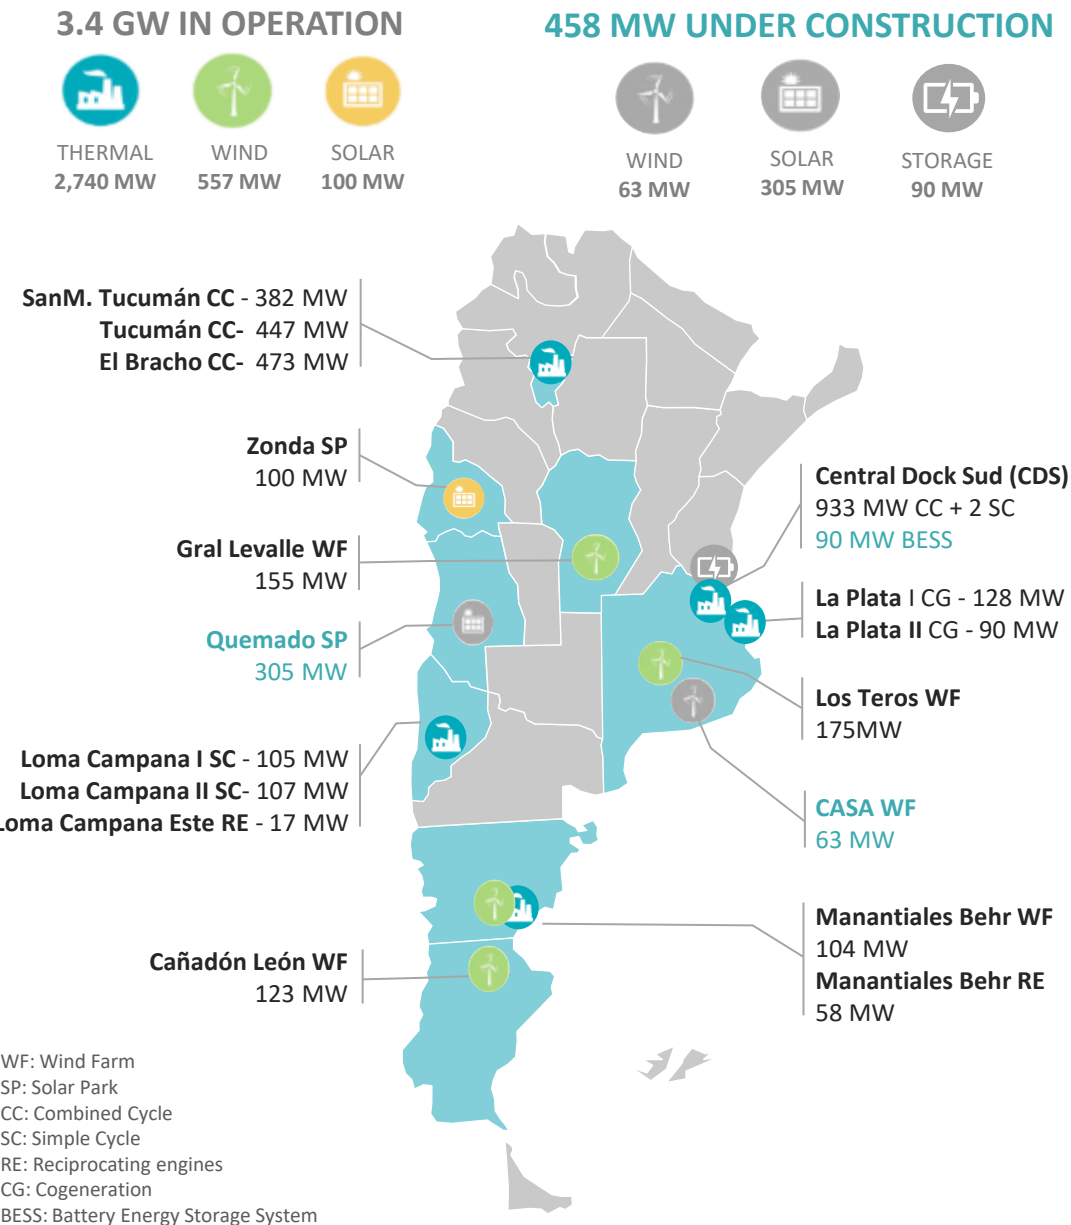 3.4 GW IN OPERATION
458 MW UNDER CONSTRUCTION
THERMAL
2,740 MW
WIND
557 MW
SOLAR
100 MW
WIND
63 MW
SOLAR
305 MW
STORAGE
90 MW
SanM. Tucumán CC - 382 MW
Tucumán CC- 447 MW
El Bracho CC- 473 MW
Zonda SP
100 MW
Gral Levalle WF
155 MW
Quemado SP
305 MW
Loma Campana I SC - 105 MW
Loma Campana II SC- 107 MW
Loma Campana Este RE - 17 MW
Cañadón León WF
123 MW
Central Dock Sud (CDS)
933 MW CC + 2 SC
90 MW BESS
La Plata I CG - 128 MW
La Plata II CG - 90 MW
Los Teros WF
175MW
CASA WF
63 MW
Manantiales Behr WF
104 MW
Manantiales Behr RE
58 MW
WF: Wind Farm
SP: Solar Park
CC: Combined Cycle
SC: Simple Cycle
RE: Reciprocating engines
CG: Cogeneration
BESS: Battery Energy Storage System